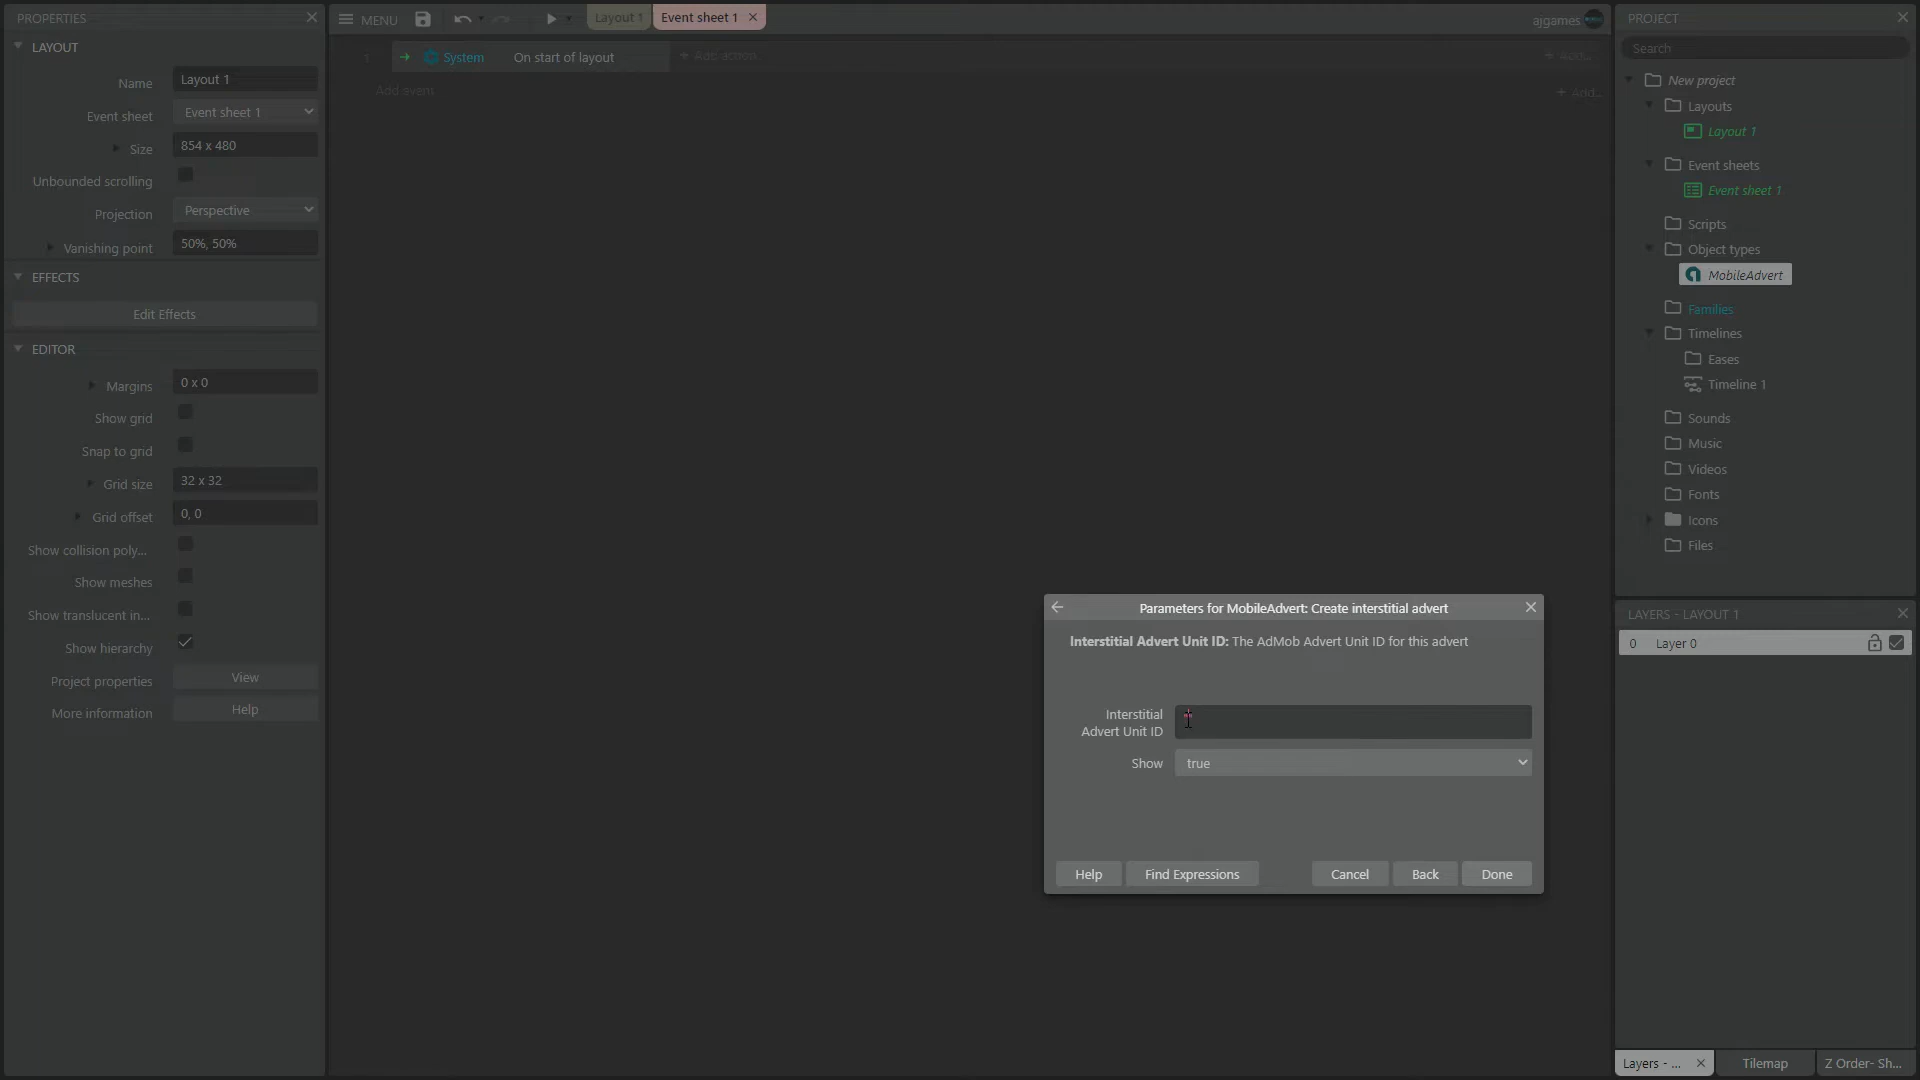 PROPERTIES
LAYOUT
Name
Layout 1
Event sheet
Event sheet 1
Size
854 x 480
Unbounded scrolling
Projection
Perspective
Vanishing point
50%, 50%
EFFECTS
Edit Effects
EDITOR
Margins
0 x 0
Show grid
Snap to grid
Grid size
32 x 32
Grid offset
0, 0
Show collision poly...
Show meshes
Show translucent in...
Show hierarchy
Project properties
View
More information
Help
MENU
Layout 1
Event sheet 1
ajgames
1
System
On start of layout
Add action
+ Add...
Add event
+ Add...
Parameters for MobileAdvert: Create interstitial advert
Interstitial Advert Unit ID: The AdMob Advert Unit ID for this advert
Interstitial
Advert Unit ID
Show
true
Help
Find Expressions
Cancel
Back
Done
PROJECT
Search
New project
Layouts
Layout 1
Event sheets
Event sheet 1
Scripts
Object types
MobileAdvert
Families
Timelines
Eases
Timeline 1
Sounds
Music
Videos
Fonts
Icons
Files
LAYERS - LAYOUT 1
0
Layer 0
Layers - ...
Tilemap
Z Order- Sh...